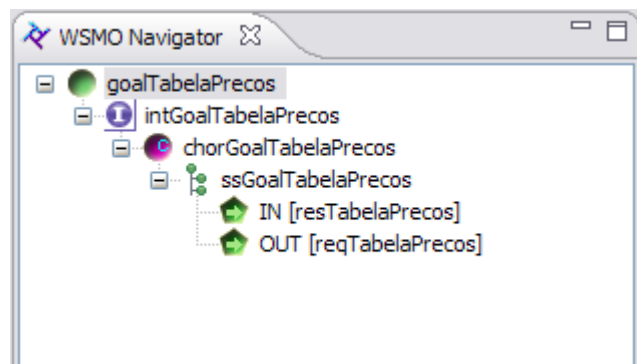 WSMO Navigator
goalTabelaPrecos
I intGoalTabelaPrecos
C chorGoalTabelaPrecos
ssGoalTabelaPrecos
IN [resTabelaPrecos]
OUT [reqTabelaPrecos]